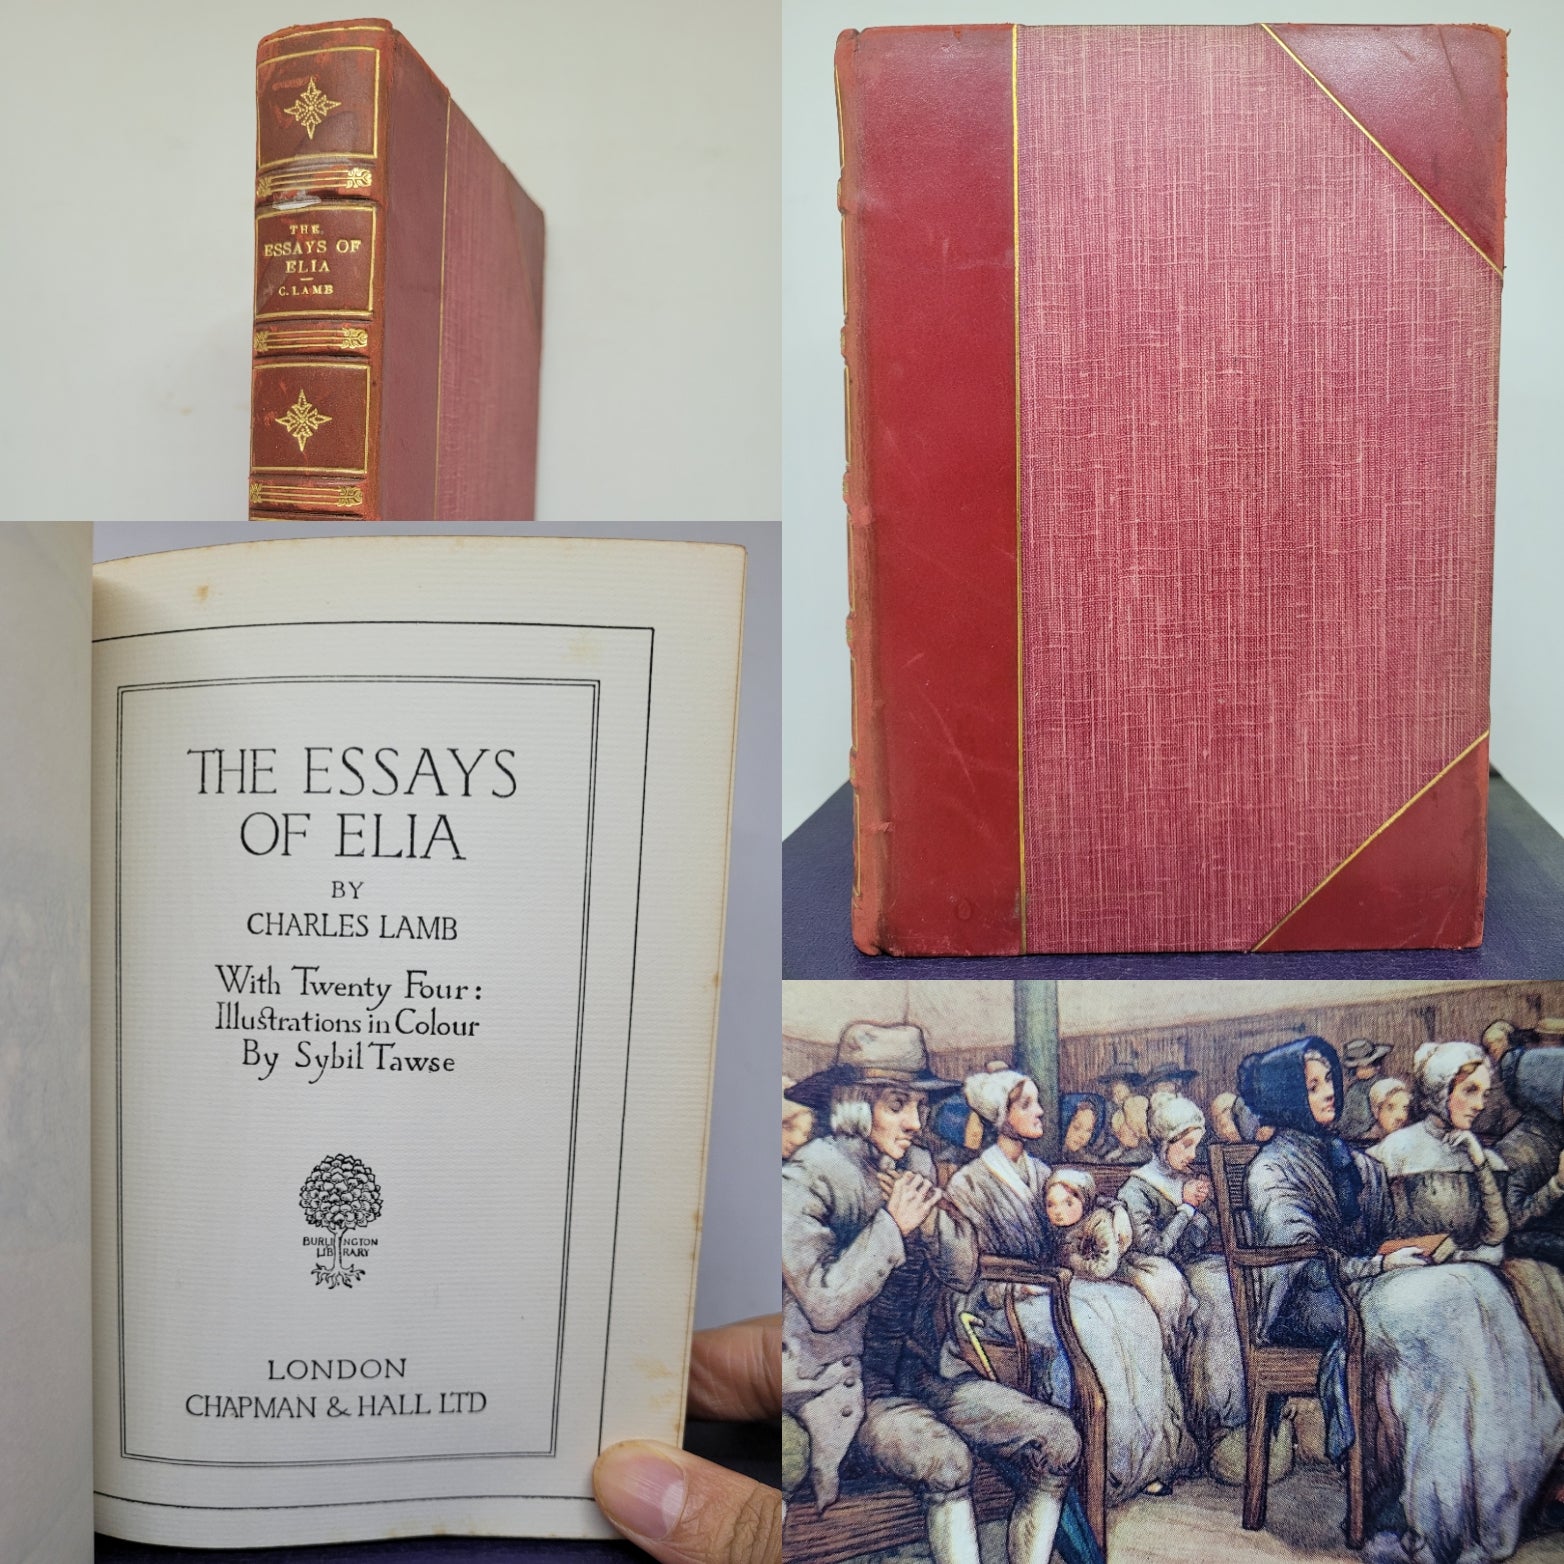 THE
ESSAYS OF
ELIA
C. LAMB
THE ESSAYS
OF ELIA
BY
CHARLES LAMB
With Twenty Four:
Illustrations in Colour
By Sybil Tawse
BURLINGTON
LIBRARY
LONDON
CHAPMAN & HALL LTD